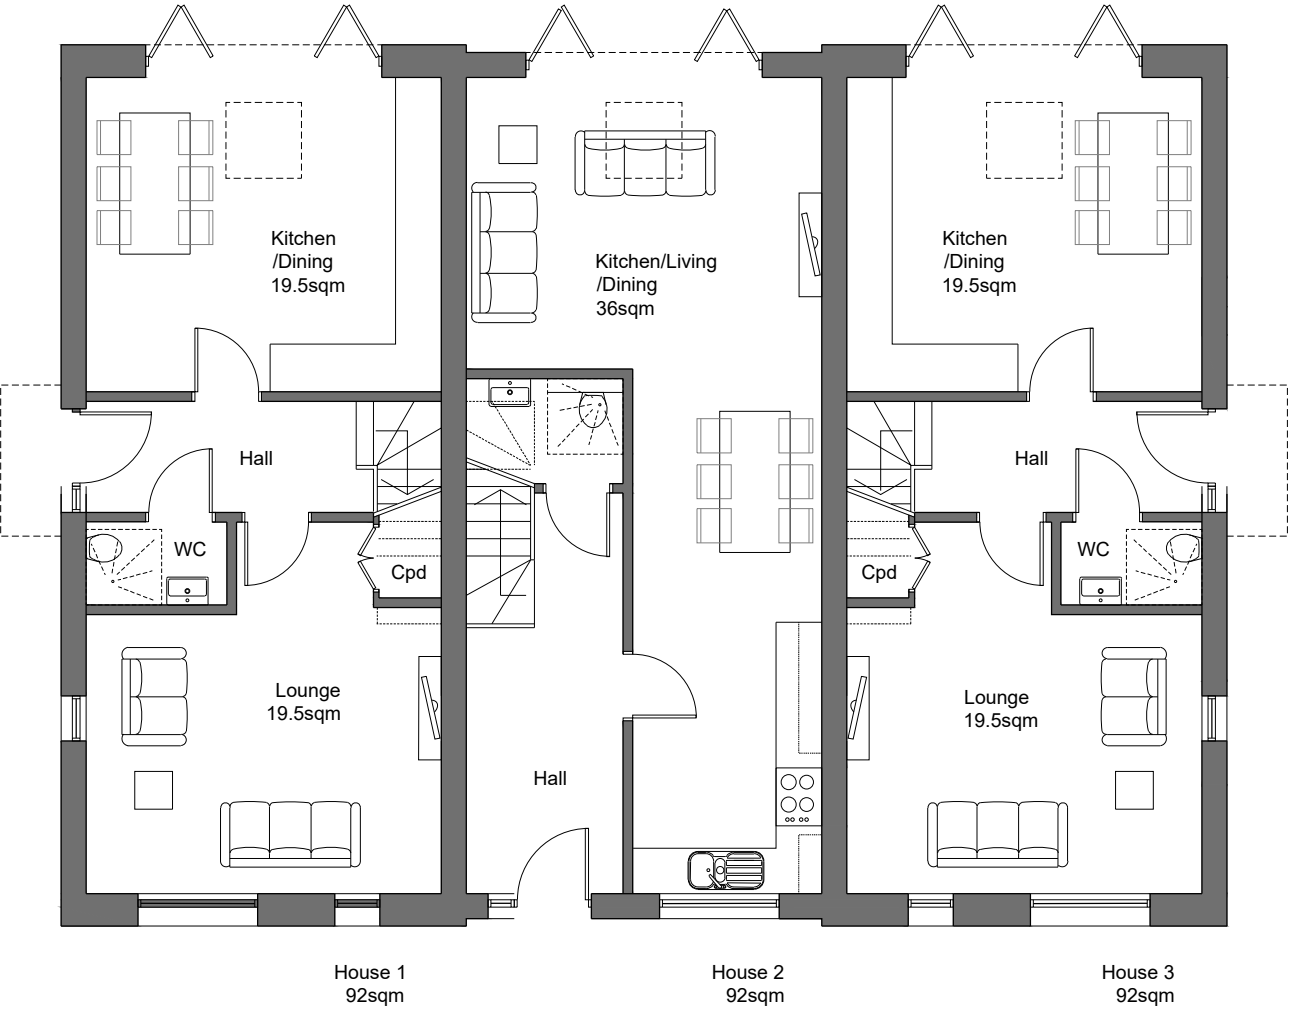 Kitchen
/Dining
19.5sqm
Kitchen/Living
/Dining
36sqm
Kitchen
/Dining
19.5sqm
Hall
Hall
WC
Cpd
Cpd
WC
Lounge
19.5sqm
Lounge
19.5sqm
Hall
House 1
92sqm
House 2
92sqm
House 3
92sqm